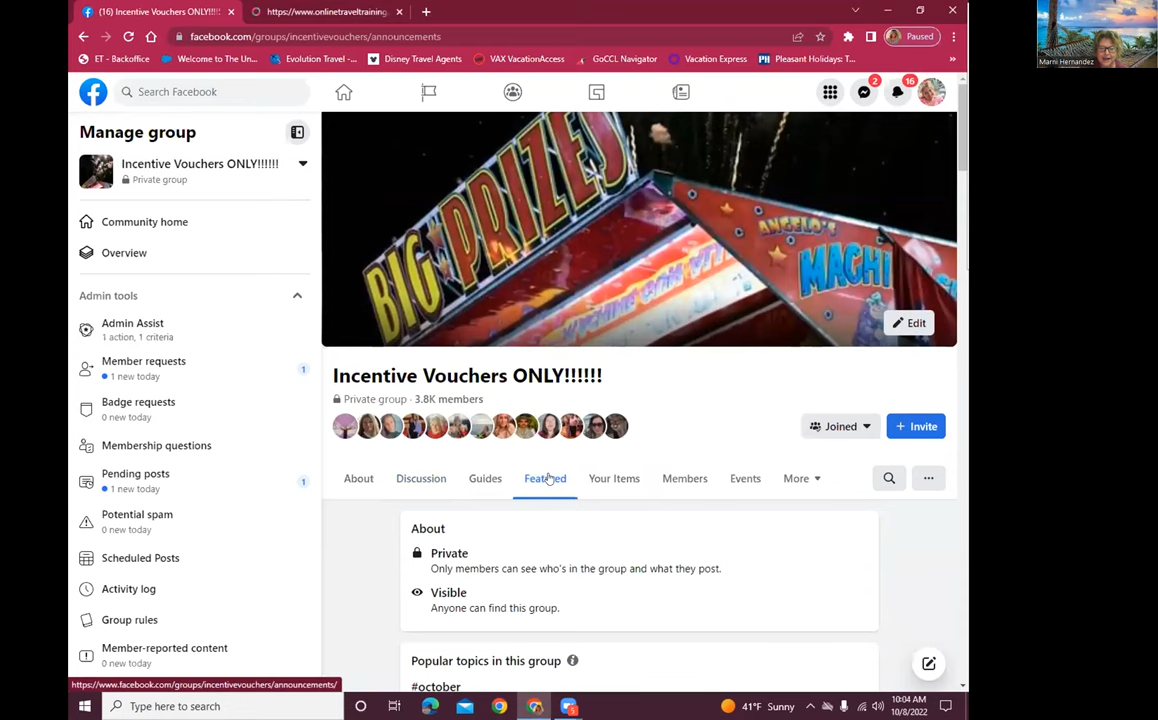 (16) Incentive Vouchers ONLY!!!!!
https://www.onlinetraveltraining.
facebook.com/groups/incentivevouchers/announcements
Paused
ET - Backoffice
Welcome to The Un...
Evolution Travel -...
Disney Travel Agents
VAX VacationAccess
GoCCL Navigator
Vacation Express
Pleasant Holidays: T...
Marni Hernandez
Search Facebook
2
16
Manage group
Incentive Vouchers ONLY!!!!!!
Private group
Community home
Overview
Admin tools
Admin Assist
1 action, 1 criteria
Member requests
1 new today
1
Badge requests
0 new today
Membership questions
Pending posts
1 new today
1
Potential spam
0 new today
Scheduled Posts
Activity log
Group rules
Member-reported content
0 new today
BIG PRIZES
ANGELO'S
Edit
Incentive Vouchers ONLY!!!!!!
Private group · 3.8K members
Joined
+ Invite
About
Discussion
Guides
Featured
Your Items
Members
Events
More
About
Private
Only members can see who's in the group and what they post.
Visible
Anyone can find this group.
Popular topics in this group
#october
https://www.facebook.com/groups/incentivevouchers/announcements/
Type here to search
41°F Sunny
10:04 AM
10/8/2022